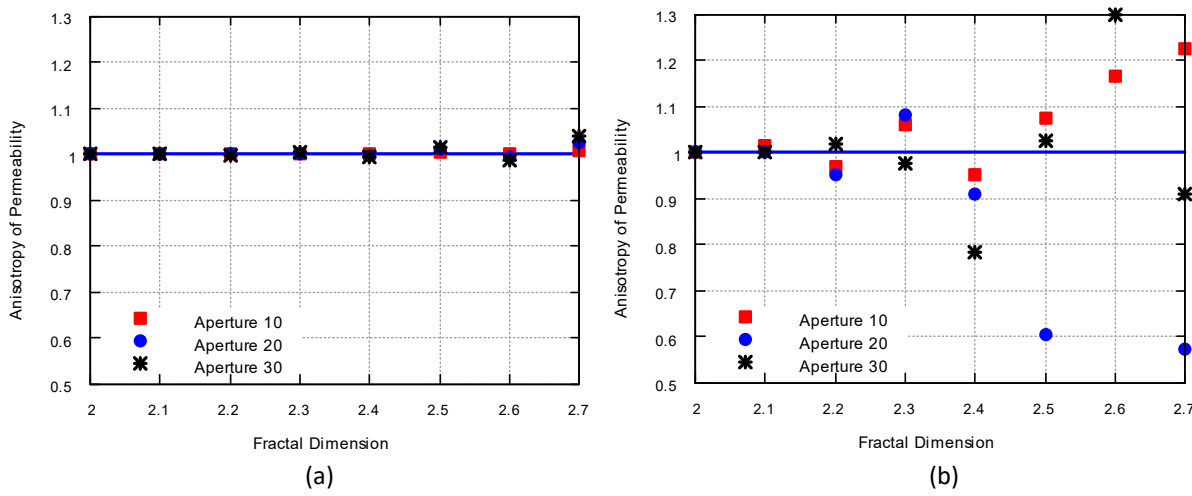 1.3
1.2
1.1
1
0.9
0.8
0.7
0.6
0.5
Anisotropy of Permeability
Aperture 10
Aperture 20
Aperture 30
2 2.1 2.2 2.3 2.4 2.5 2.6 2.7
Fractal Dimension
(a)
1.3
1.2
1.1
1
0.9
0.8
0.7
0.6
0.5
Anisotropy of Permeability
Aperture 10
Aperture 20
Aperture 30
2 2.1 2.2 2.3 2.4 2.5 2.6 2.7
Fractal Dimension
(b)